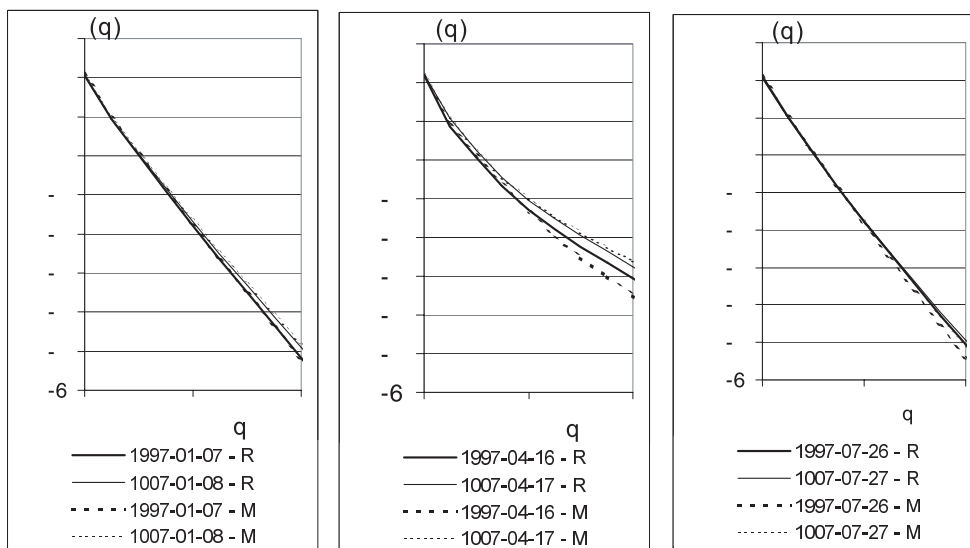 (q)
-
-
-
-
-
-6
q
1997-01-07 - R
1007-01-08 - R
1997-01-07 - M
1007-01-08 - M
(q)
-
-
-
-
-6
q
1997-04-16 - R
1007-04-17 - R
1997-04-16 - M
1007-04-17 - M
(q)
-
-
-
-
-6
q
1997-07-26 - R
1007-07-27 - R
1997-07-26 - M
1007-07-27 - M